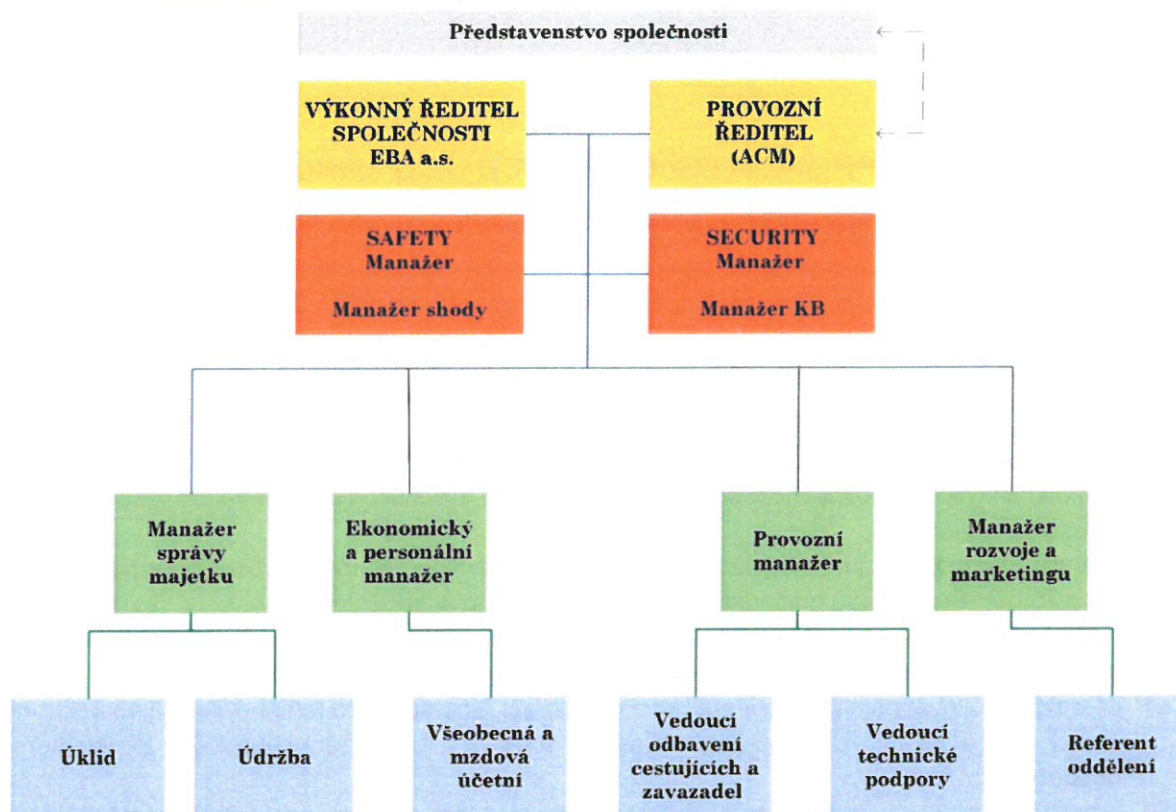 Představenstvo společnosti
VÝKONNÝ ŘEDITEL
SPOLEČNOSTI
EBA a.s.
PROVOZNÍ
ŘEDITEL
(ACM)
SAFETY
Manažer
Manažer shody
SECURITY
Manažer
Manažer KB
Manažer
správy
majetku
Ekonomický
a personální
manažer
Provozní
manažer
Manažer
rozvoje a
marketingu
Úklid
Údržba
Všeobecná a
mzdová
účetní
Vedoucí
odbavení
cestujících a
zavazadel
Vedoucí
technické
podpory
Referent
oddělení